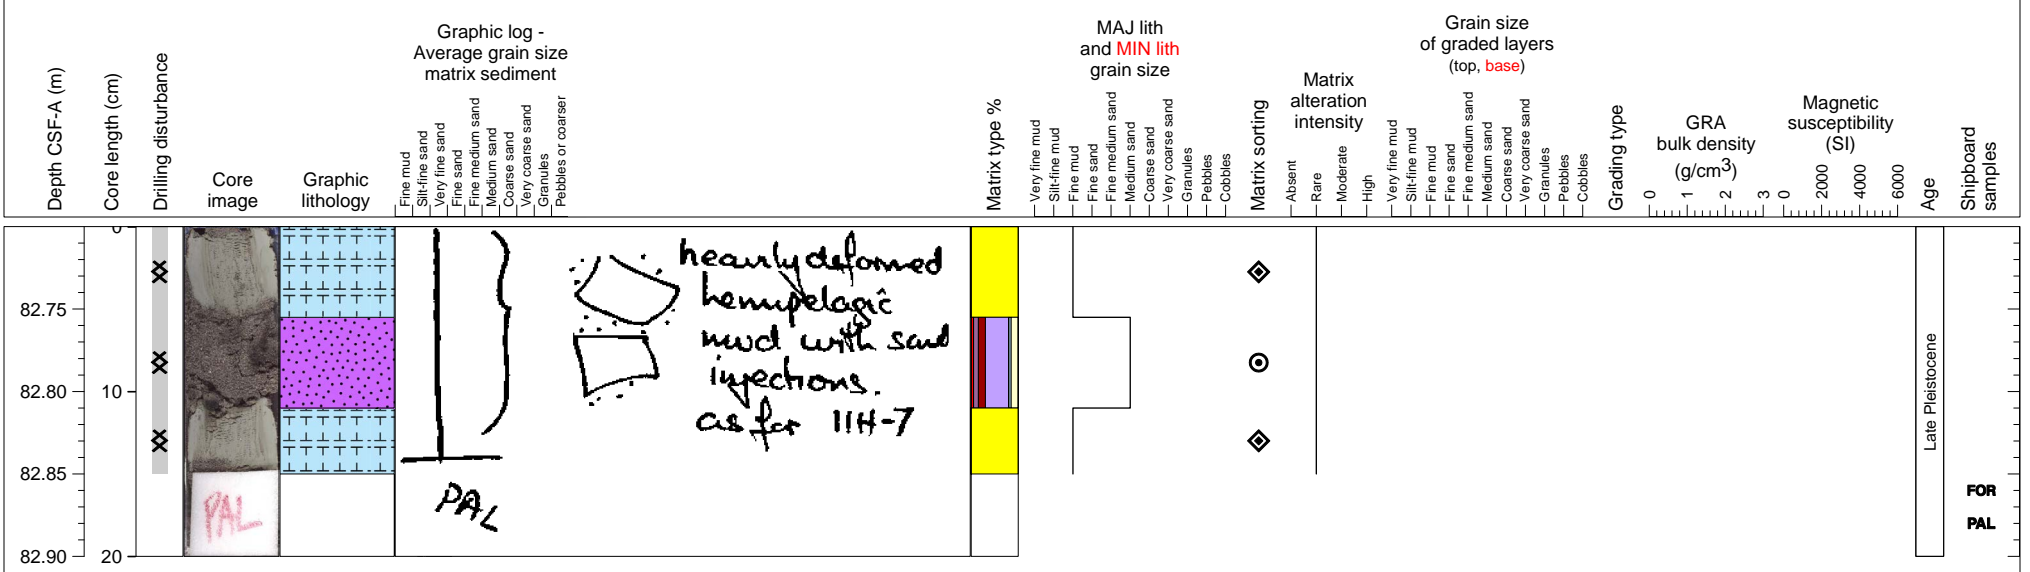 Depth CSF-A (m)
Core length (cm)
Drilling disturbance
Core
image
Graphic
lithology
Graphic log -
Average grain size
matrix sediment
Fine mud
Silt-fine sand
Very fine sand
Fine sand
Fine medium sand
Medium sand
Coarse sand
Very coarse sand
Granules
Pebbles or coarser
Matrix type %
MAJ lith
and MIN lith
grain size
Very fine mud
Silt-fine mud
Fine mud
Fine sand
Fine medium sand
Medium sand
Coarse sand
Very coarse sand
Granules
Pebbles
Cobbles
Matrix sorting
Matrix
alteration
intensity
Absent
Rare
Moderate
High
Grain size
of graded layers
(top, base)
Very fine mud
Silt-fine mud
Fine mud
Fine sand
Fine medium sand
Medium sand
Coarse sand
Very coarse sand
Granules
Pebbles
Cobbles
Grading type
GRA
bulk density
(g/cm3)
0 1 2 3
Magnetic
susceptibility
(SI)
0 2000 4000 6000
Age
Shipboard
samples
0
82.75
82.80 10
82.85
82.90 20
PAL
heavily deformed
hemipelagic
mud with sand
injections.
as for 11H-7
PAL
Late Pleistocene
FOR
PAL